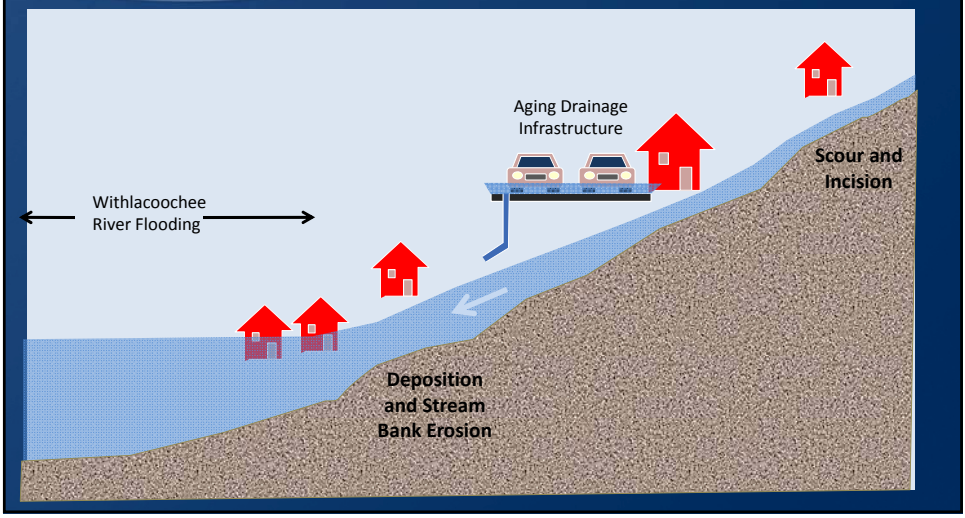 Aging Drainage
Infrastructure
Scour and
Incision
Withlacoochee
River Flooding
Deposition
and Stream
Bank Erosion